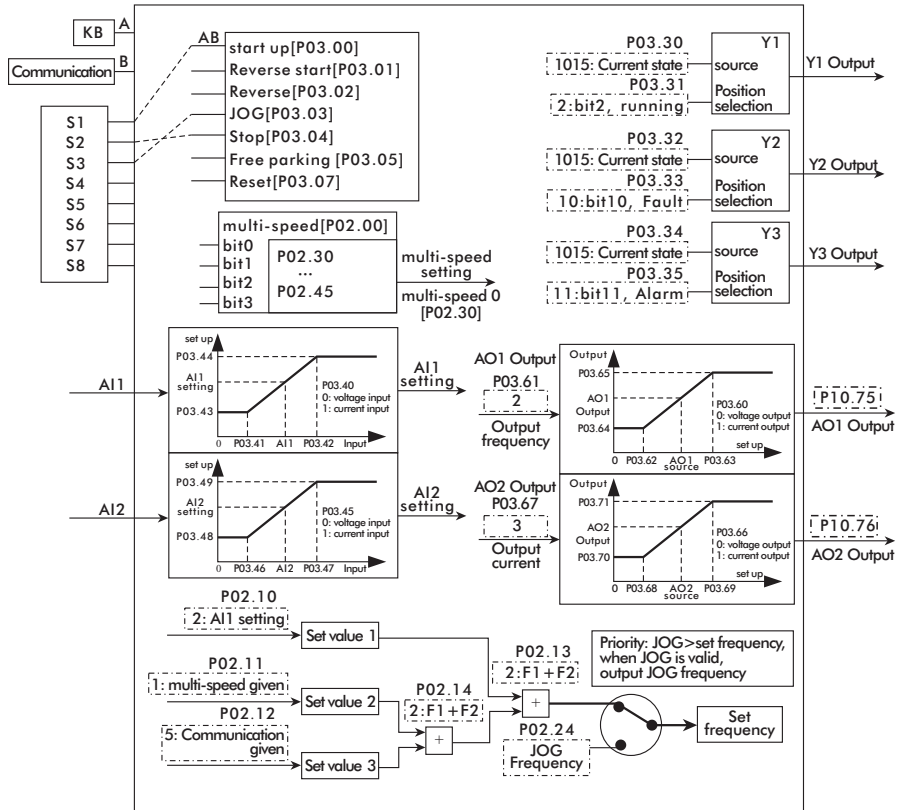 KB
A
Communication
B
S1
S2
S3
S4
S5
S6
S7
S8
AB
start up[P03.00]
Reverse start[P03.01]
Reverse[P03.02]
JOG[P03.03]
Stop[P03.04]
Free parking [P03.05]
Reset[P03.07]
multi-speed[P02.00]
bit0
bit1
bit2
bit3
P02.30
...
P02.45
multi-speed
setting
multi-speed 0
[P02.30]
P03.30
1015: Current state
P03.31
2:bit2, running
Y1
source
Position
selection
Y1 Output
P03.32
1015: Current state
P03.33
10:bit10, Fault
Y2
source
Position
selection
Y2 Output
P03.34
1015: Current state
P03.35
11:bit11, Alarm
Y3
source
Position
selection
Y3 Output
AI1
set up
P03.44
AI1
setting
P03.43
P03.40
0: voltage input
1: current input
0 P03.41 AI1 P03.42 Input
AI1
setting
AO1 Output
P03.61
2
Output
frequency
Output
P03.65
AO1
Output
P03.64
P03.60
0: voltage output
1: current output
set up
0 P03.62 AO1 P03.63
source
P10.75
AO1 Output
AI2
set up
P03.49
AI2
setting
P03.48
P03.45
0: voltage input
1: current input
0 P03.46 AI2 P03.47 Input
AI2
setting
AO2 Output
P03.67
3
Output
current
Output
P03.71
AO2
Output
P03.70
P03.66
0: voltage output
1: current output
set up
0 P03.68 AO2 P03.69
source
P10.76
AO2 Output
P02.10
2: AI1 setting
Set value 1
P02.11
1: multi-speed given
Set value 2
P02.12
5: Communication
given
Set value 3
P02.14
2:F1+F2
+
P02.13
2:F1+F2
+
P02.24
JOG
Frequency
Priority: JOG>set frequency,
when JOG is valid,
output JOG frequency
Set
frequency